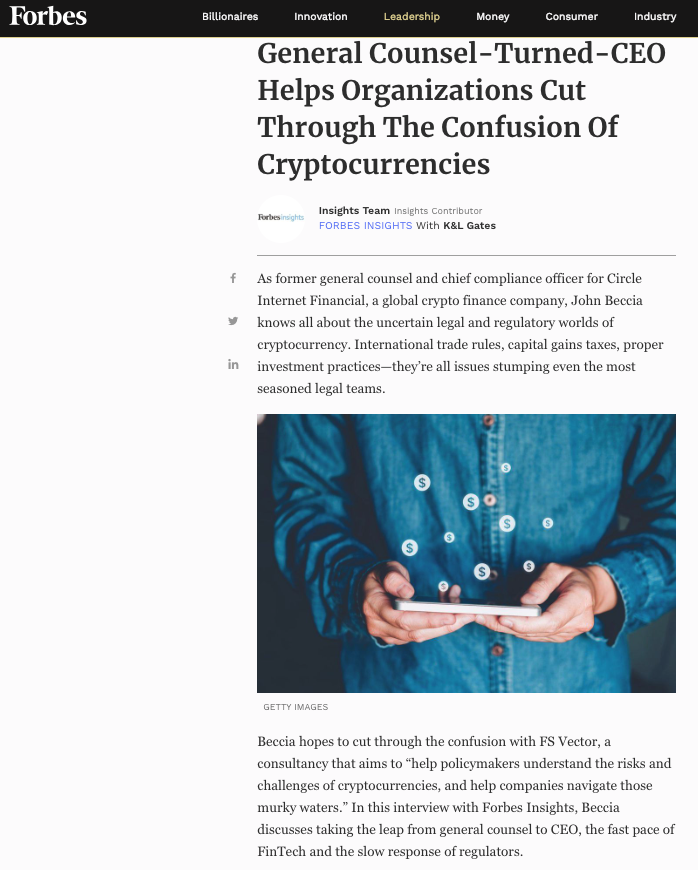 Forbes
Billionaires Innovation Leadership Money Consumer Industry
General Counsel-Turned-CEO
Helps Organizations Cut
Through The Confusion Of
Cryptocurrencies
Forbes Insights
Insights Team Insights Contributor
FORBES INSIGHTS With K&L Gates
f
in
As former general counsel and chief compliance officer for Circle
Internet Financial, a global crypto finance company, John Beccia
knows all about the uncertain legal and regulatory worlds of
cryptocurrency. International trade rules, capital gains taxes, proper
investment practices—they’re all issues stumping even the most
seasoned legal teams.
$
$
$
$
$
$
$
$
$
$
GETTY IMAGES
Beccia hopes to cut through the confusion with FS Vector, a
consultancy that aims to “help policymakers understand the risks and
challenges of cryptocurrencies, and help companies navigate those
murky waters.” In this interview with Forbes Insights, Beccia
discusses taking the leap from general counsel to CEO, the fast pace of
FinTech and the slow response of regulators.